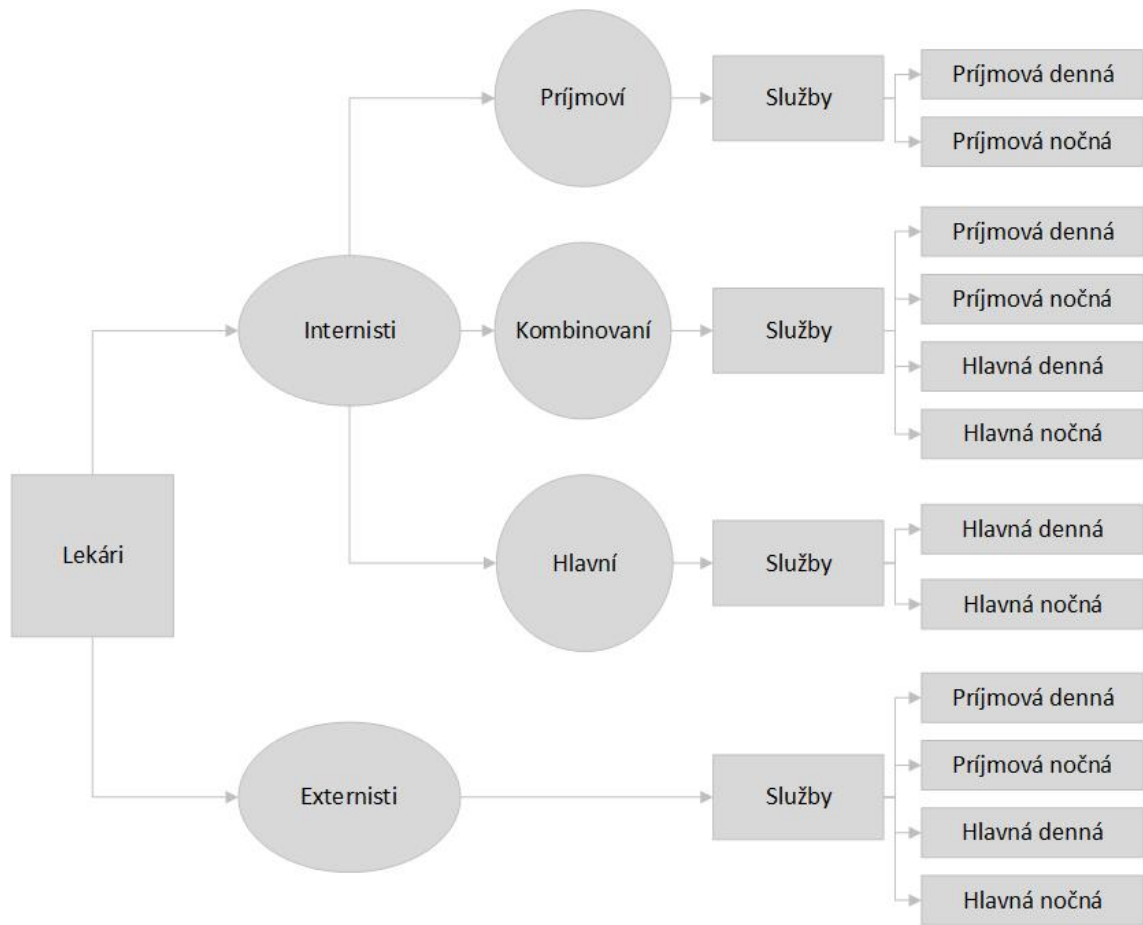 Príjmoví
Služby
Príjmová denná
Príjmová nočná
Lekári
Internisti
Kombinovaní
Služby
Príjmová denná
Príjmová nočná
Hlavná denná
Hlavná nočná
Hlavní
Služby
Hlavná denná
Hlavná nočná
Externisti
Služby
Príjmová denná
Príjmová nočná
Hlavná denná
Hlavná nočná